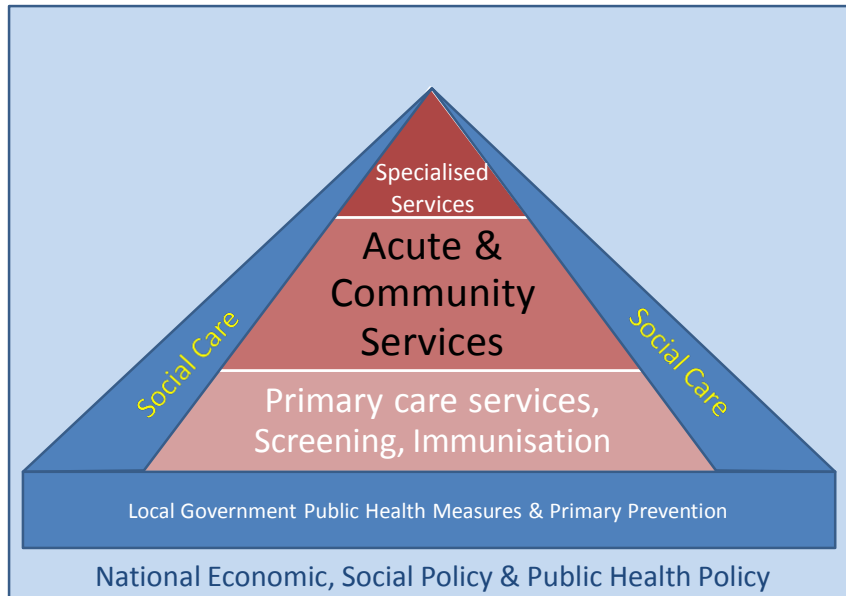 Specialised
Services
Acute &
Community
Services
Social Care
Social Care
Primary care services,
Screening, Immunisation
Local Government Public Health Measures & Primary Prevention
National Economic, Social Policy & Public Health Policy